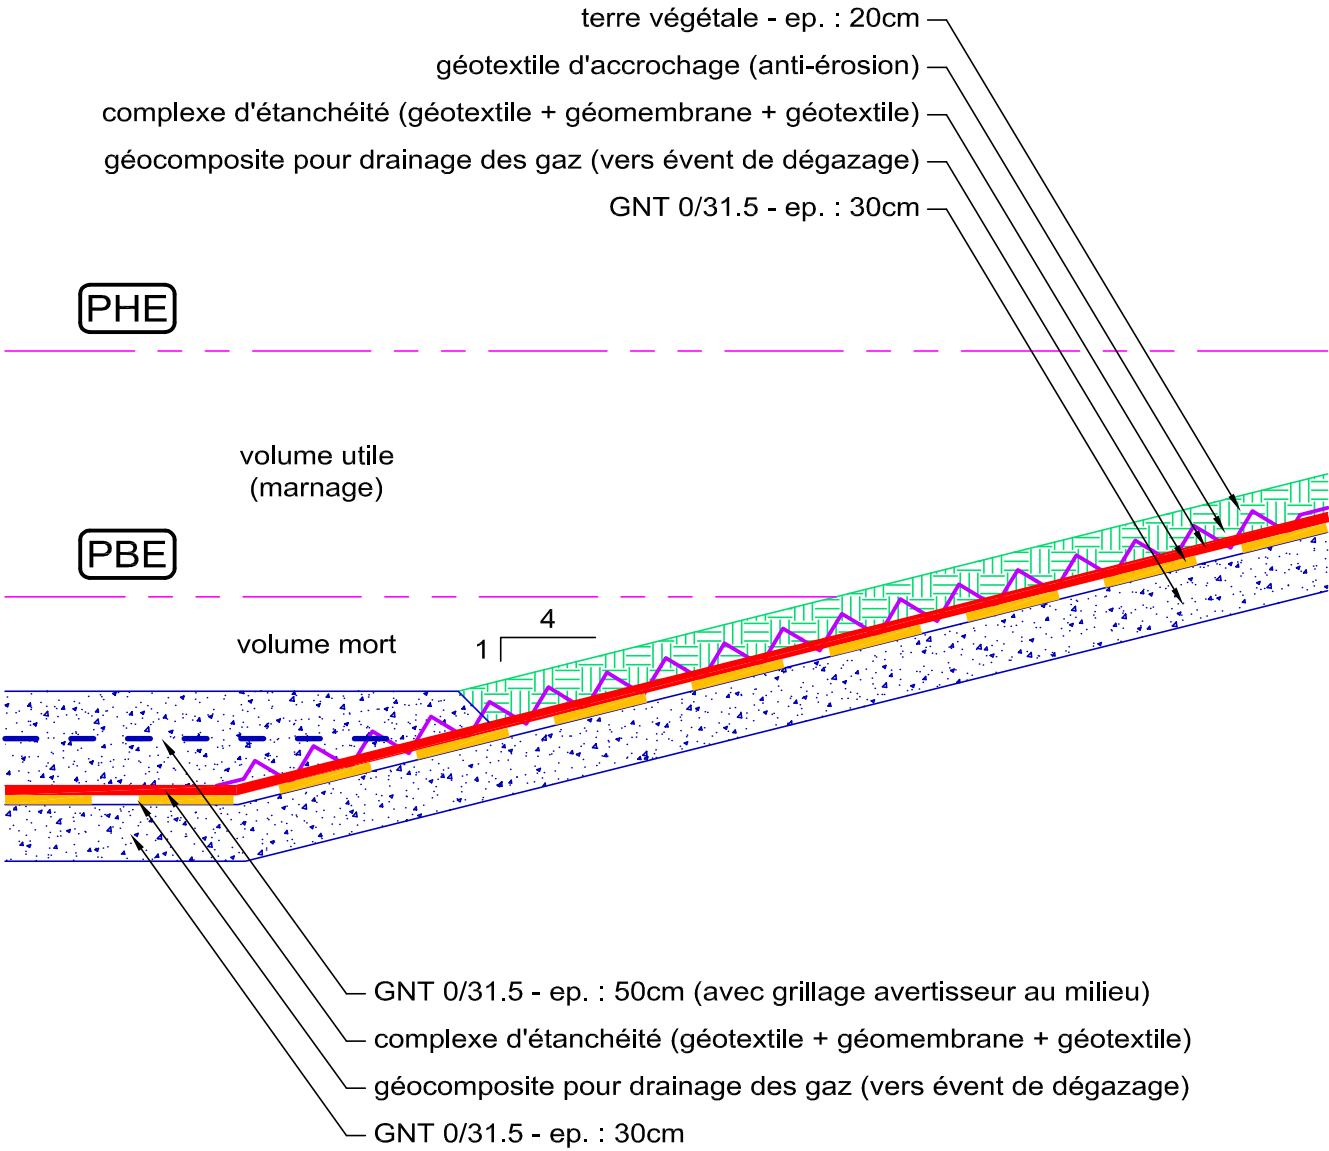 terre végétale - ep. : 20cm
géotextile d'accrochage (anti-érosion)
complexe d'étanchéité (géotextile + géomembrane + géotextile)
géocomposite pour drainage des gaz (vers évent de dégazage)
GNT 0/31.5 - ep. : 30cm
PHE
volume utile
(marnage)
PBE
volume mort
4
1
GNT 0/31.5 - ep. : 50cm (avec grillage avertisseur au milieu)
complexe d'étanchéité (géotextile + géomembrane + géotextile)
géocomposite pour drainage des gaz (vers évent de dégazage)
GNT 0/31.5 - ep. : 30cm